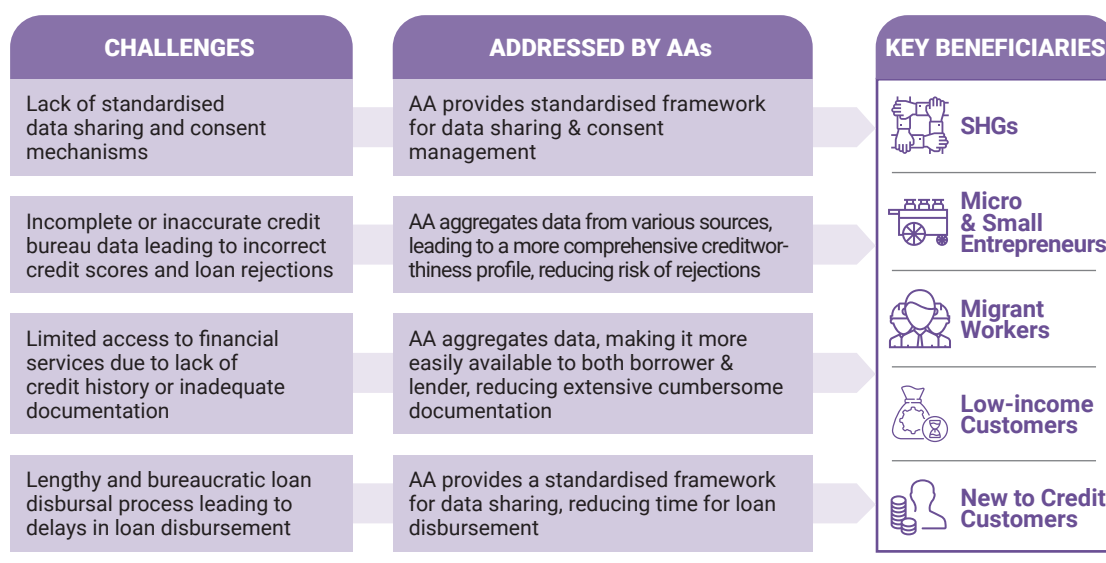 CHALLENGES
Lack of standardised
data sharing and consent
mechanisms
Incomplete or inaccurate credit
bureau data leading to incorrect
credit scores and loan rejections
Limited access to financial
services due to lack of
credit history or inadequate
documentation
Lengthy and bureaucratic loan
disbursal process leading to
delays in loan disbursement
ADDRESSED BY AAs
AA provides standardised framework
for data sharing & consent
management
AA aggregates data from various sources,
leading to a more comprehensive creditwor-
thiness profile, reducing risk of rejections
AA aggregates data, making it more
easily available to both borrower &
lender, reducing extensive cumbersome
documentation
AA provides a standardised framework
for data sharing, reducing time for loan
disbursement
KEY BENEFICIARIES
SHGs
Micro
& Small
Entrepreneurs
Migrant
Workers
Low-income
Customers
New to Credit
Customers